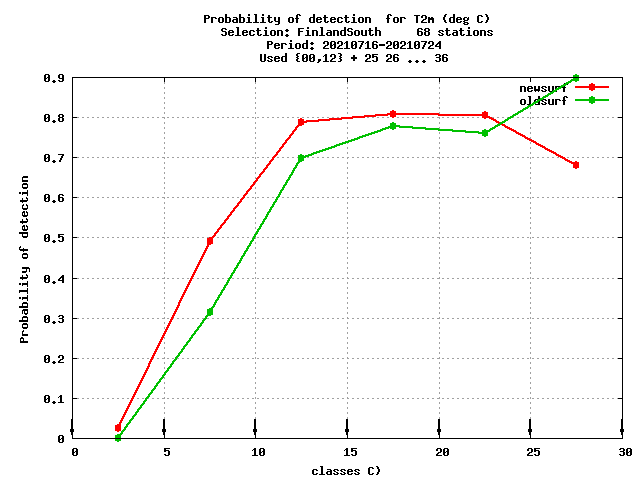 Probability of detection  for T2m (deg C)
Selection: FinlandSouth     68 stations
Period: 20210716-20210724
Used {00,12} + 25 26 ... 36
newsurf
oldsurf
Probability of detection
0.9
0.8
0.7
0.6
0.5
0.4
0.3
0.2
0.1
0
0 5 10 15 20 25 30
classes C)